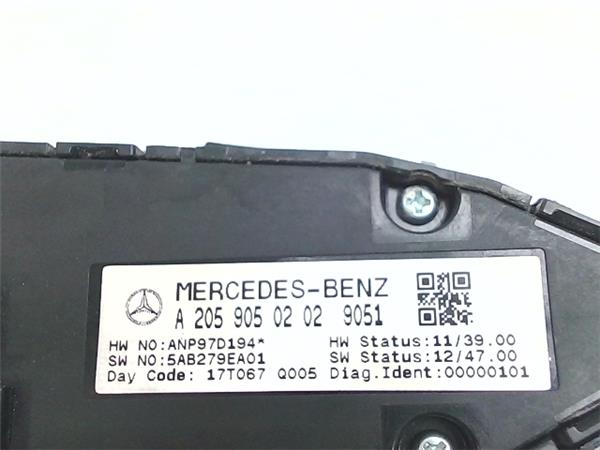 MERCEDES-BENZ
A 205 905 02 02 9051
HW NO:ANP97D194* HW Status:11/39.00
SW NO:5AB279EA01 SW Status:12/47.00
Day Code: 17T067 Q005 Diag.Ident:00000101